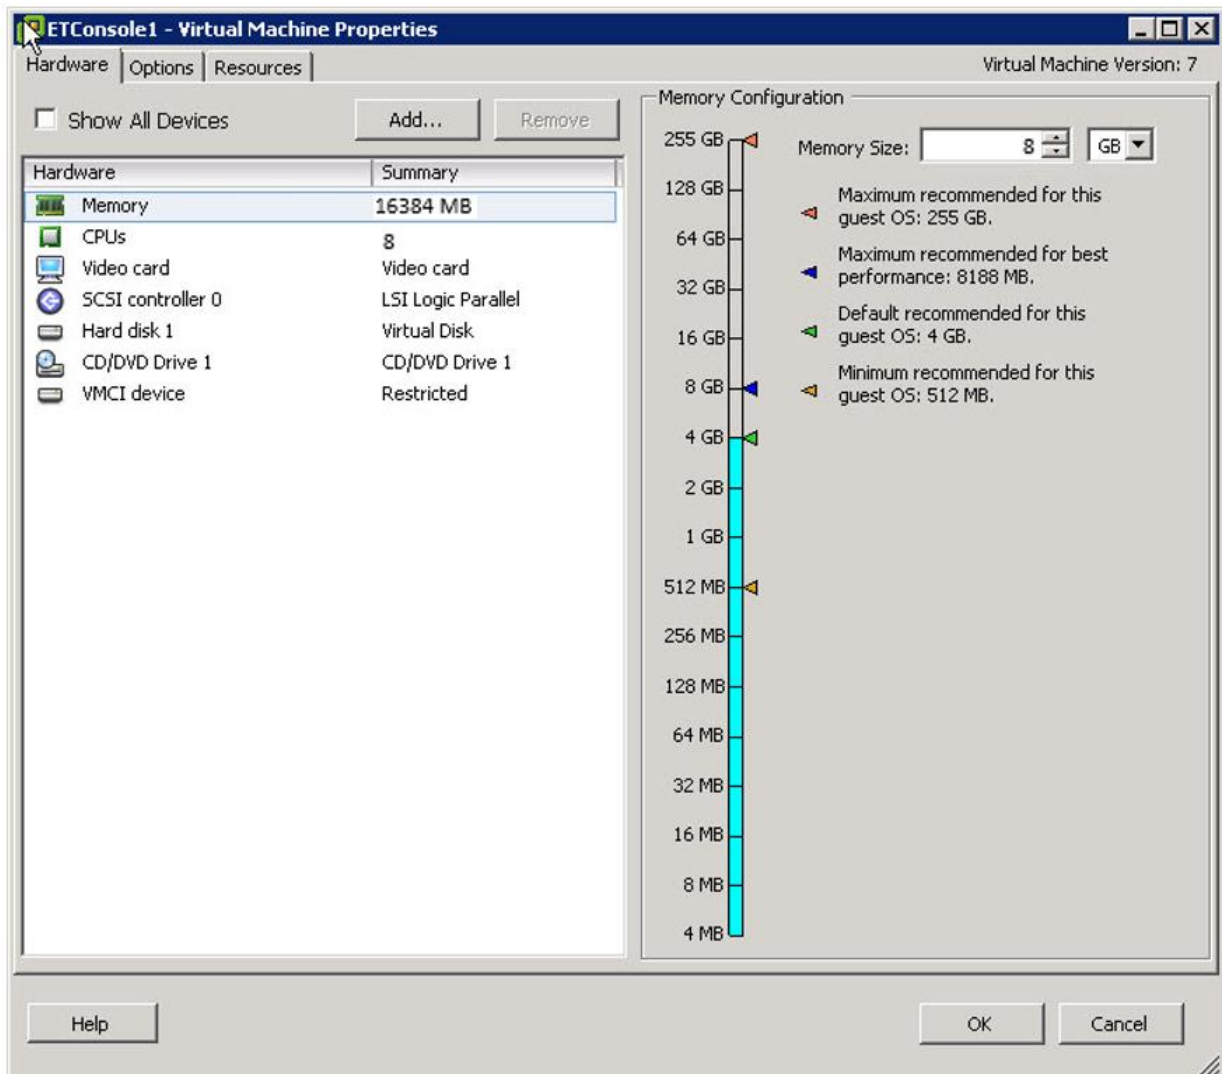 ETConsole1 - Virtual Machine Properties
Hardware Options Resources
Virtual Machine Version: 7
Show All Devices
Add...
Remove
Hardware Summary
Memory 16384 MB
CPUs 8
Video card Video card
SCSI controller 0 LSI Logic Parallel
Hard disk 1 Virtual Disk
CD/DVD Drive 1 CD/DVD Drive 1
VMCI device Restricted
Memory Configuration
255 GB
128 GB
64 GB
32 GB
16 GB
8 GB
4 GB
2 GB
1 GB
512 MB
256 MB
128 MB
64 MB
32 MB
16 MB
8 MB
4 MB
Memory Size: 8 GB
Maximum recommended for this
guest OS: 255 GB.
Maximum recommended for best
performance: 8188 MB.
Default recommended for this
guest OS: 4 GB.
Minimum recommended for this
guest OS: 512 MB.
Help
OK
Cancel